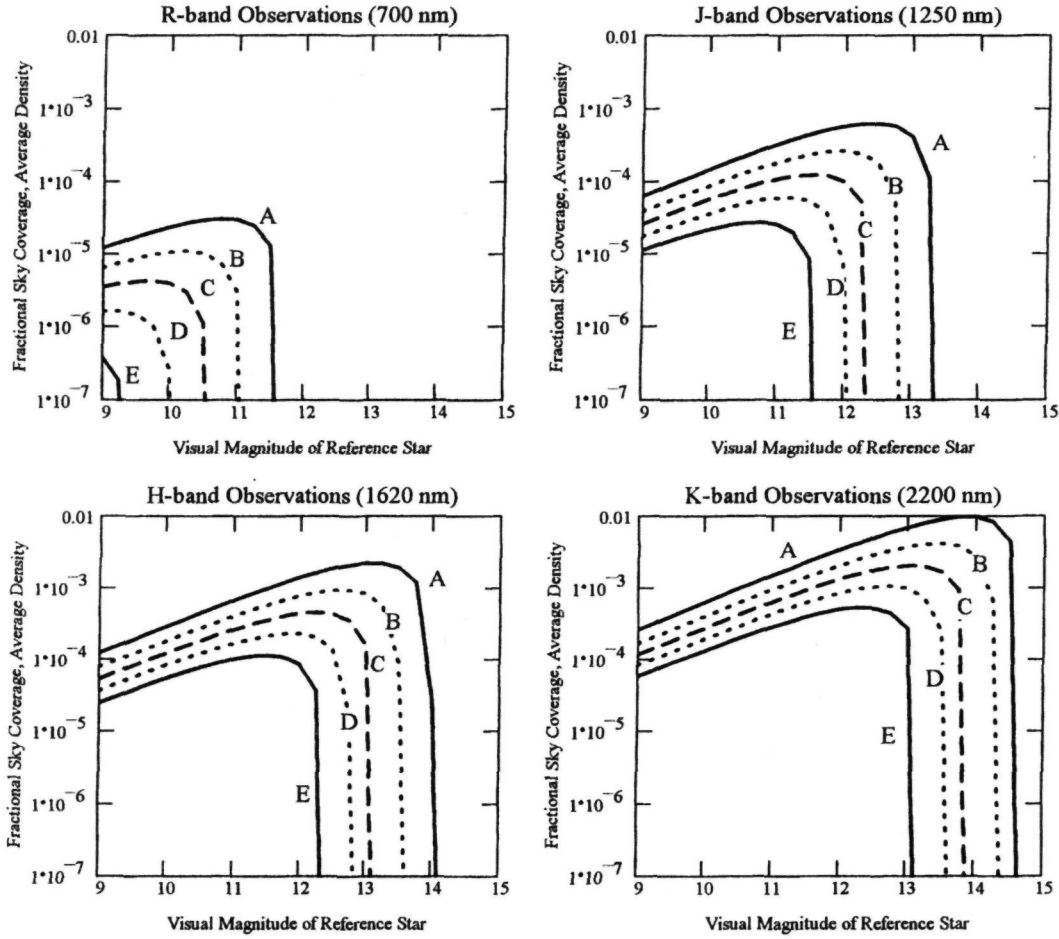 R-band Observations (700 nm)
Fractional Sky Coverage, Average Density
0.01
1•10⁻³
1•10⁻⁴
1•10⁻⁵
1•10⁻⁶
1•10⁻⁷
A
B
C
D
E
9 10 11 12 13 14 15
Visual Magnitude of Reference Star
J-band Observations (1250 nm)
Fractional Sky Coverage, Average Density
0.01
1•10⁻³
1•10⁻⁴
1•10⁻⁵
1•10⁻⁶
1•10⁻⁷
A
B
C
D
E
9 10 11 12 13 14 15
Visual Magnitude of Reference Star
H-band Observations (1620 nm)
Fractional Sky Coverage, Average Density
0.01
1•10⁻³
1•10⁻⁴
1•10⁻⁵
1•10⁻⁶
1•10⁻⁷
A
B
C
D
E
9 10 11 12 13 14 15
Visual Magnitude of Reference Star
K-band Observations (2200 nm)
Fractional Sky Coverage, Average Density
0.01
1•10⁻³
1•10⁻⁴
1•10⁻⁵
1•10⁻⁶
1•10⁻⁷
A
B
C
D
E
9 10 11 12 13 14 15
Visual Magnitude of Reference Star